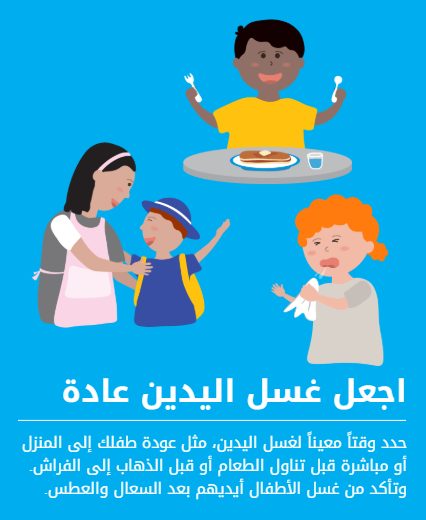 اجعل غسل اليدين عادة
حدد وقتاً معيناً لغسل اليدين، مثل عودة طفلك إلى المنزل
أو مباشرة قبل تناول الطعام أو قبل الذهاب إلى الفراش.
وتأكد من غسل الأطفال أيديهم بعد السعال والعطس.